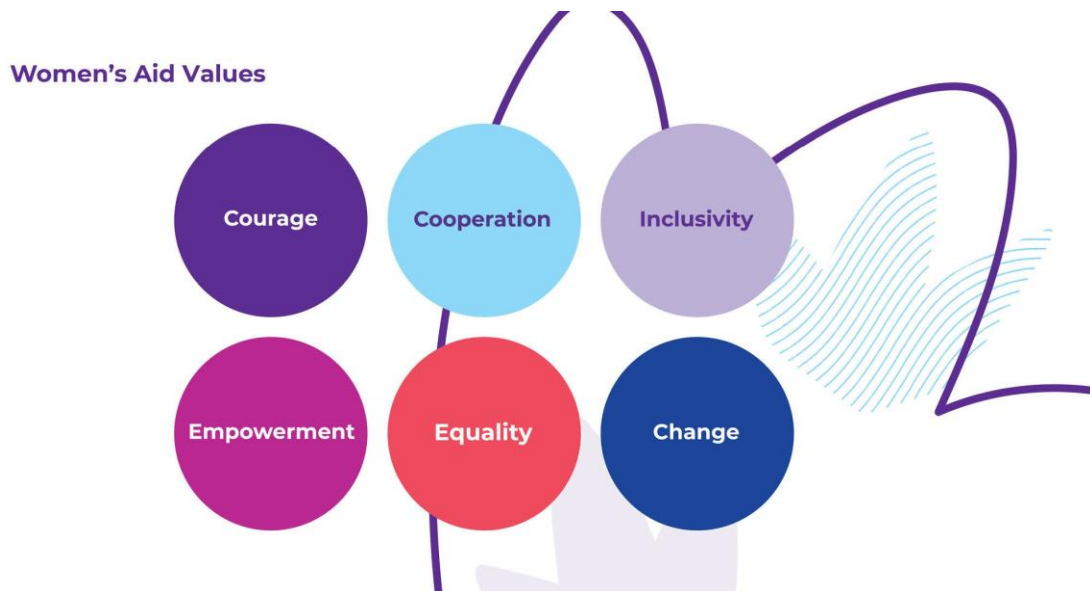 Women’s Aid Values
Courage
Cooperation
Inclusivity
Empowerment
Equality
Change